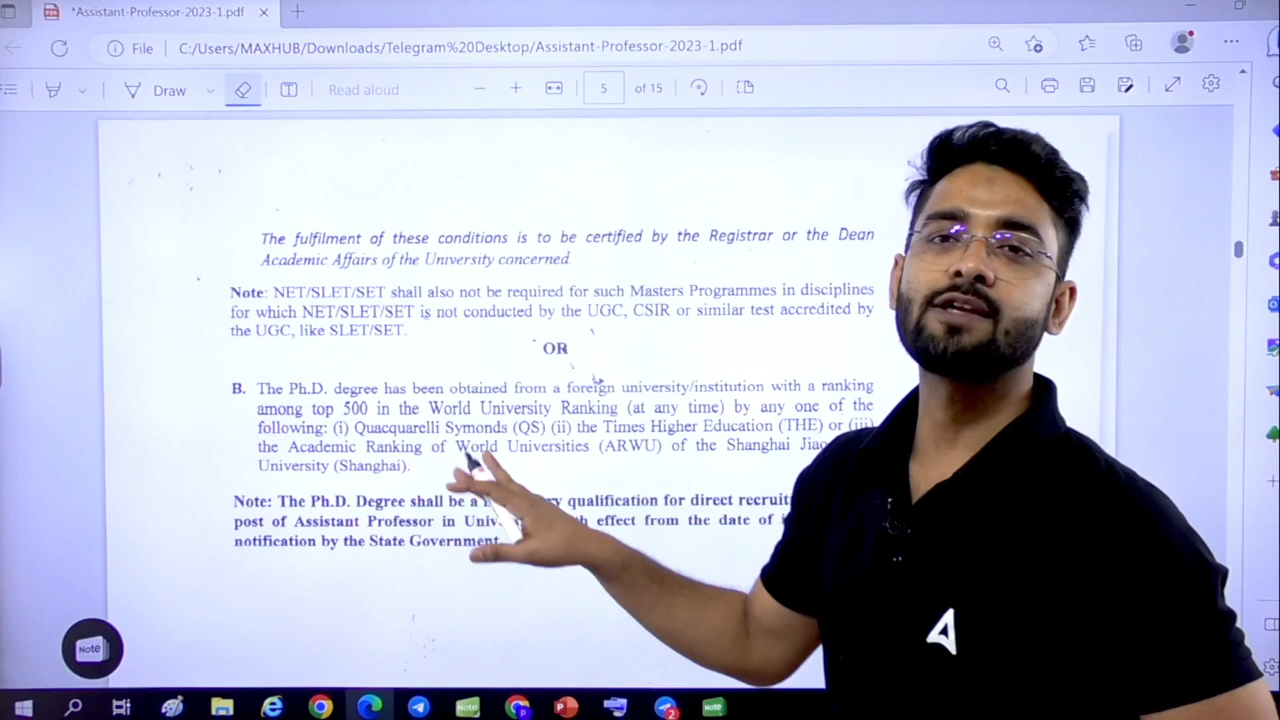 *Assistant-Professor-2023-1.pdf
File C:/Users/MAXHUB/Downloads/Telegram%20Desktop/Assistant-Professor-2023-1.pdf
Draw Read aloud 5 of 15
The fulfilment of these conditions is to be certified by the Registrar or the Dean
Academic Affairs of the University concerned
Note: NET/SLET/SET shall also not be required for such Masters Programmes in disciplines
for which NET/SLET/SET is not conducted by the UGC, CSIR or similar test accredited by
the UGC, like SLET/SET.
OR
B. The Ph.D. degree has been obtained from a foreign university/institution with a ranking
among top 500 in the World University Ranking (at any time) by any one of the
following: (i) Quacquarelli Symonds (QS) (ii) the Times Higher Education (THE) or (iii)
the Academic Ranking of World Universities (ARWU) of the Shanghai
University (Shanghai).
Note: The Ph.D. Degree shall be a qualification for direct
post of Assistant Professor in effect from the date of
notification by the State Government
Note
Note
2
Note